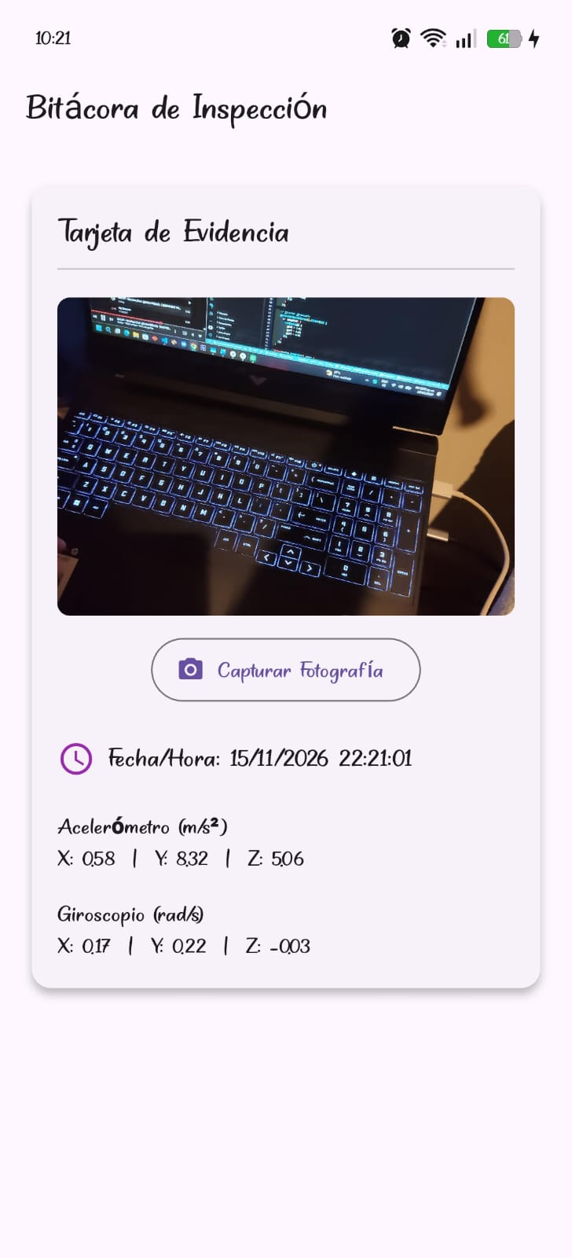 10:21
61
Bitácora de Inspección
Tarjeta de Evidencia
Capturar Fotografía
Fecha/Hora: 15/11/2026 22:21:01
Acelerómetro (m/s²)
X: 0.58 | Y: 8.32 | Z: 5.06
Giroscopio (rad/s)
X: 0.17 | Y: 0.22 | Z: -0.03